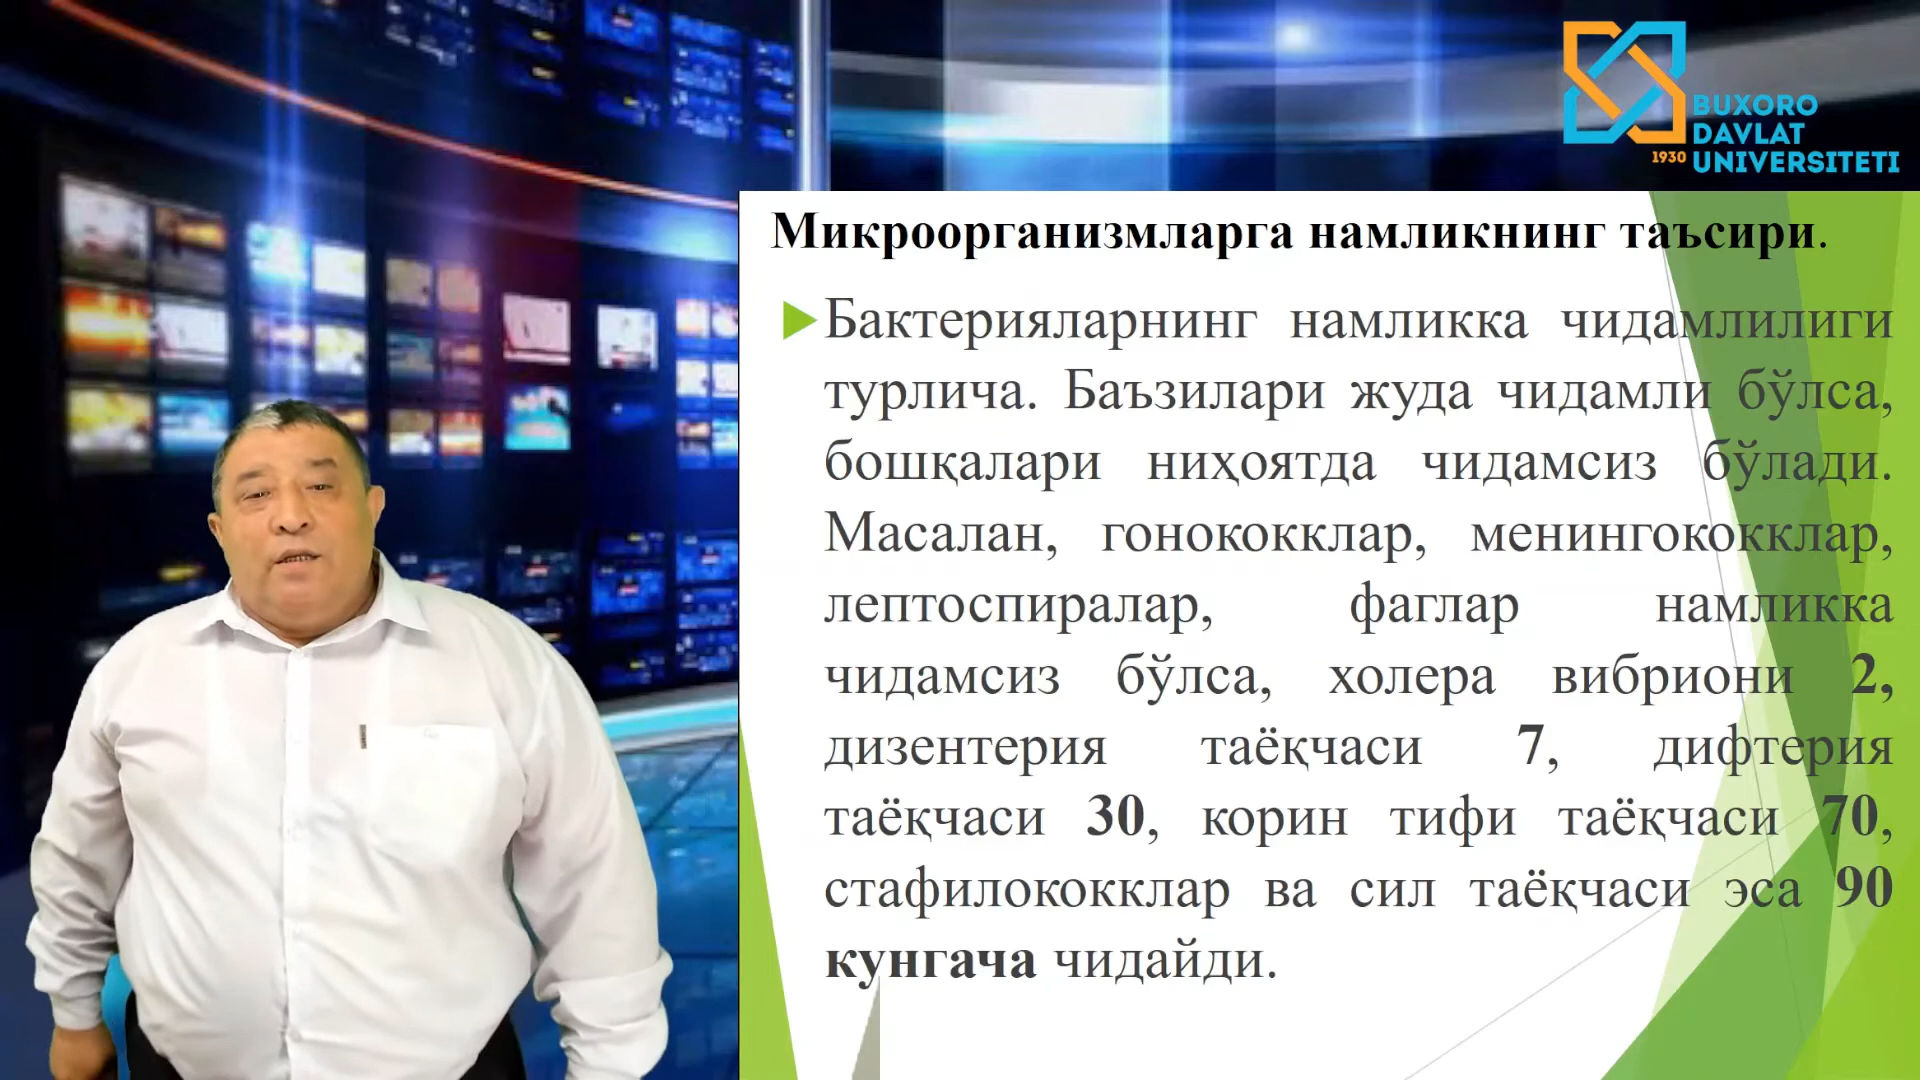 BUXORO
DAVLAT
1930 UNIVERSITETI
Микроорганизмларга намликнинг таъсири.
Бактерияларнинг намликка чидамлилиги
турлича. Баъзилари жуда чидамли бўлса,
бошқалари ниҳоятда чидамсиз бўлади.
Масалан, гонококклар, менингококклар,
лептоспиралар, фаглар намликка
чидамсиз бўлса, холера вибриони 2,
дизентерия таёқчаси 7, дифтерия
таёқчаси 30, корин тифи таёқчаси 70,
стафилококклар ва сил таёқчаси эса 90
кунгача чидайди.